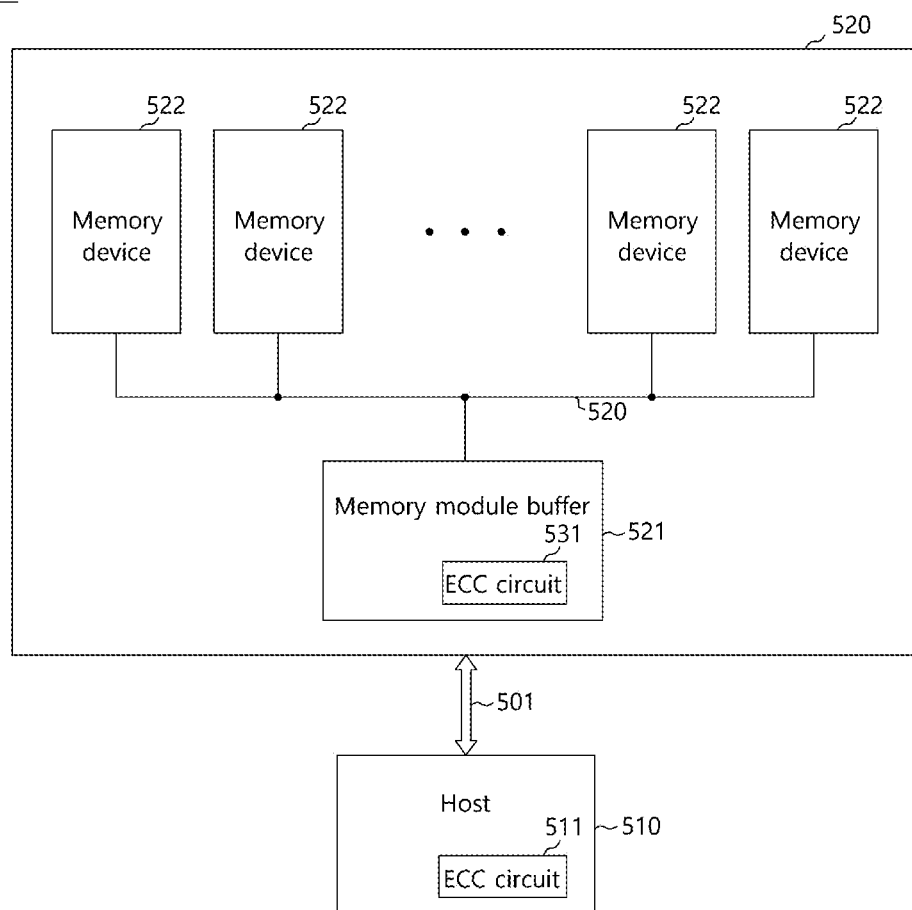 520
522 522 522 522
Memory device
Memory device
Memory device
Memory device
520
Memory module buffer
521
531
ECC circuit
501
Host
510
511
ECC circuit